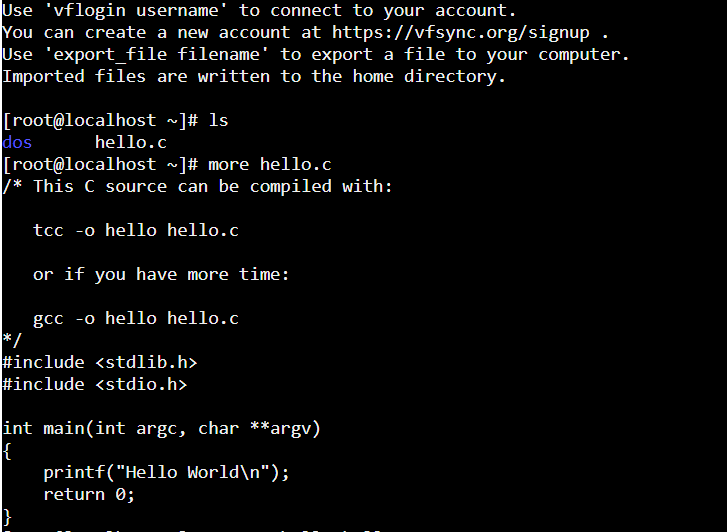 Use 'vflogin username' to connect to your account.
You can create a new account at https://vfsync.org/signup .
Use 'export_file filename' to export a file to your computer.
Imported files are written to the home directory.
[root@localhost ~]# ls
dos      hello.c
[root@localhost ~]# more hello.c
/* This C source can be compiled with:
   tcc -o hello hello.c
   or if you have more time:
   gcc -o hello hello.c
*/
#include <stdlib.h>
#include <stdio.h>
int main(int argc, char **argv)
{
    printf("Hello World\n");
    return 0;
}